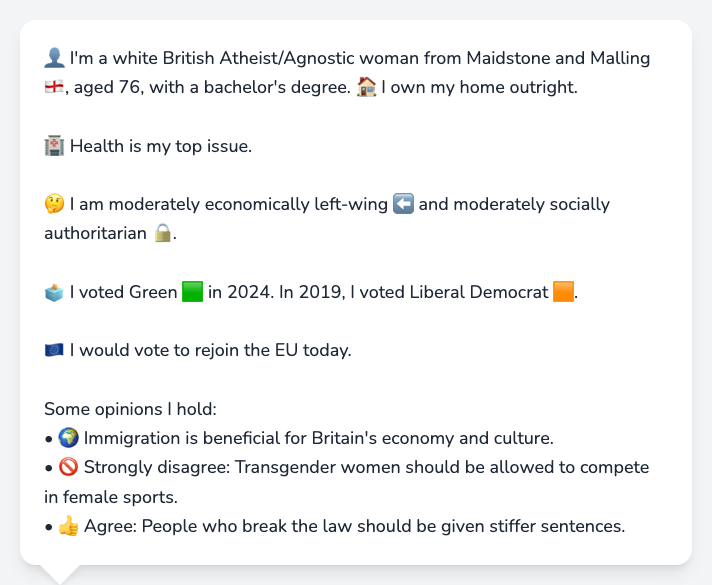 👤 I'm a white British Atheist/Agnostic woman from Maidstone and Malling
🏴󠁧󠁢󠁥󠁮󠁧󠁿, aged 76, with a bachelor's degree. 🏠 I own my home outright.
🏥 Health is my top issue.
🤔 I am moderately economically left-wing ⬅️ and moderately socially
authoritarian 🔒.
🗳️ I voted Green 🟩 in 2024. In 2019, I voted Liberal Democrat 🟧.
🇪🇺 I would vote to rejoin the EU today.
Some opinions I hold:
• 🌍 Immigration is beneficial for Britain's economy and culture.
• 🚫 Strongly disagree: Transgender women should be allowed to compete
in female sports.
• 👍 Agree: People who break the law should be given stiffer sentences.